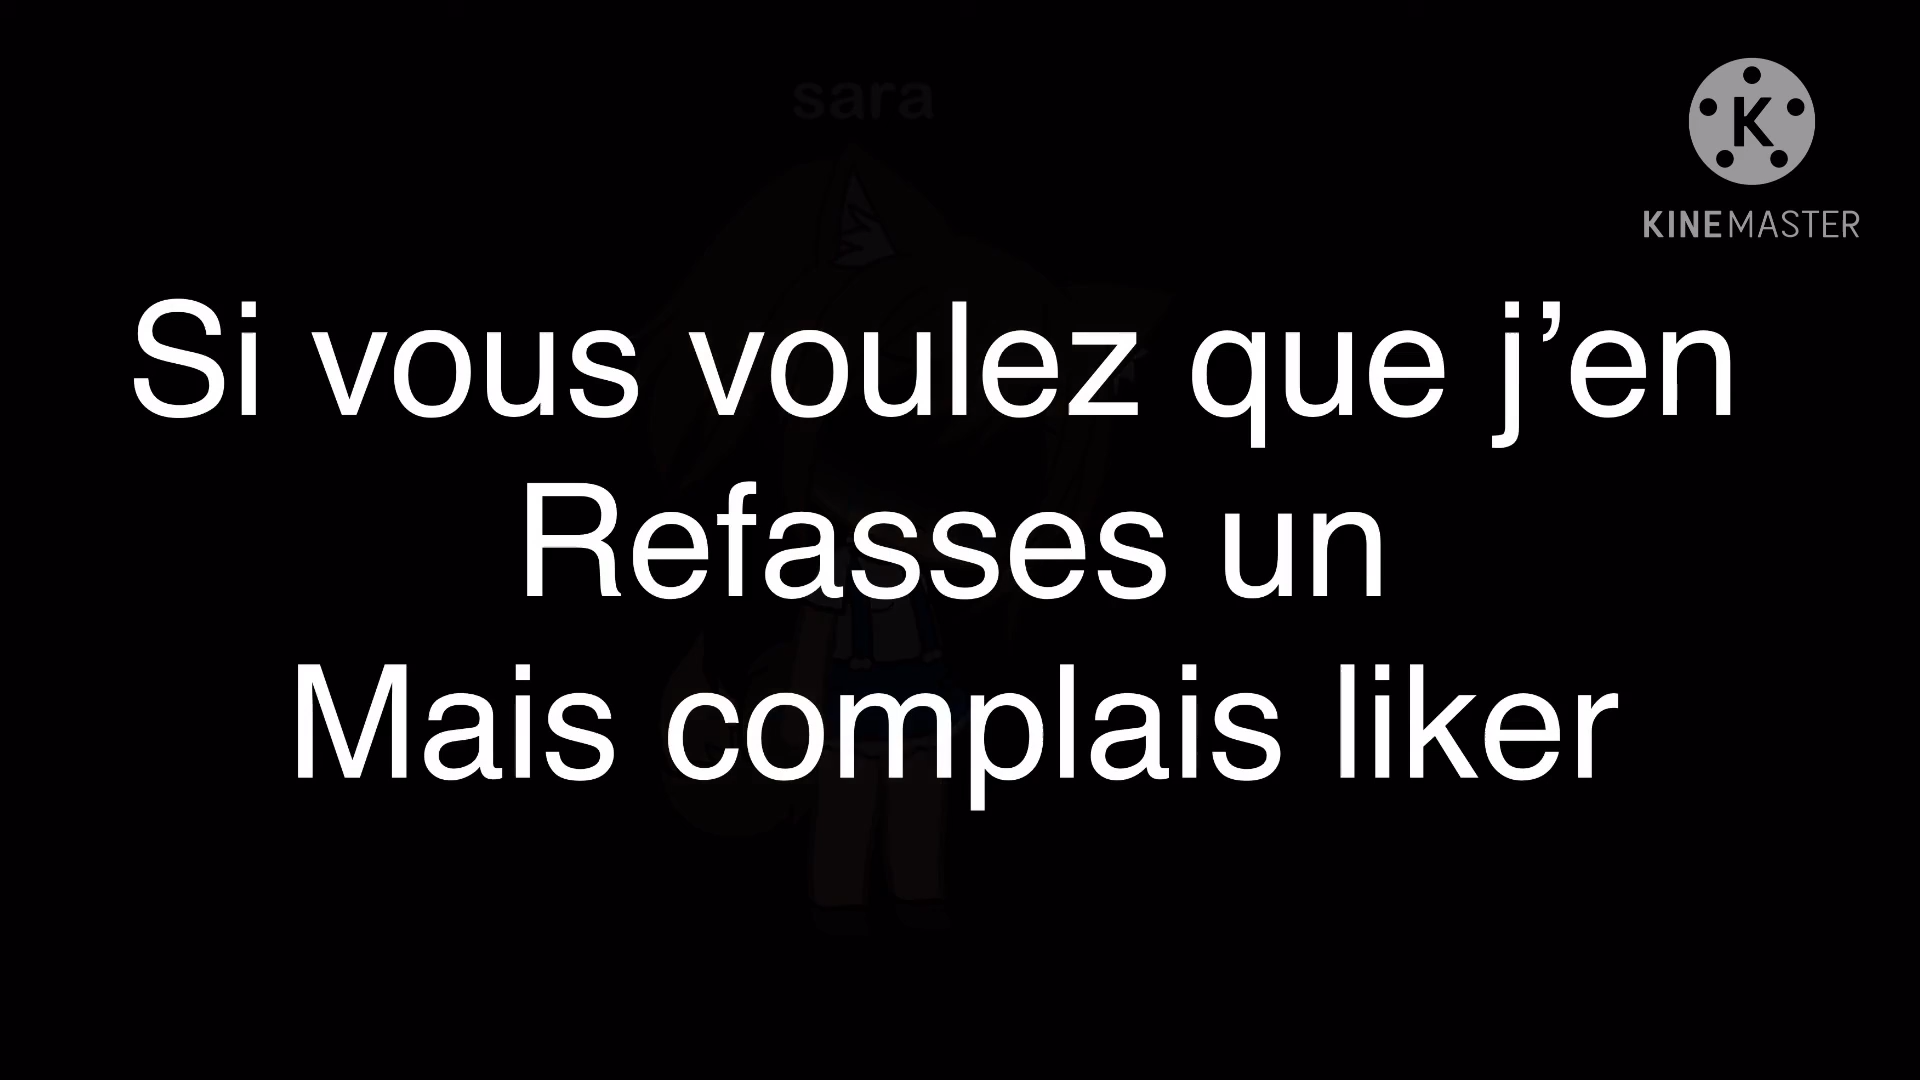 sara
KINEMASTER
Si vous voulez que j’en
Refasses un
Mais complais liker